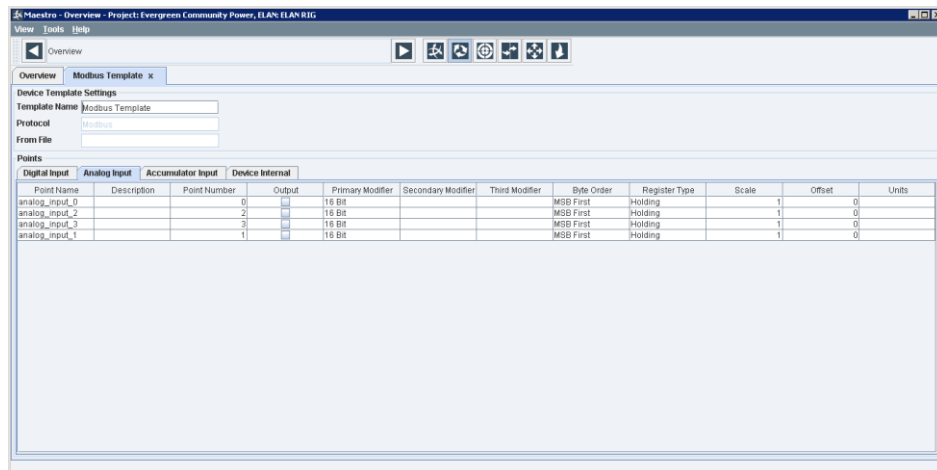 Maestro - Overview - Project: Evergreen Community Power, ELAN: ELAN RIG
View Tools Help
Overview
Overview Modbus Template x
Device Template Settings
Template Name Modbus Template
Protocol Modbus
From File
Points
Digital Input Analog Input Accumulator Input Device Internal
Point Name Description Point Number Output Primary Modifier Secondary Modifier Third Modifier Byte Order Register Type Scale Offset Units
analog_input_0 0 16 Bit MSB First Holding 1 0
analog_input_2 2 16 Bit MSB First Holding 1 0
analog_input_3 3 16 Bit MSB First Holding 1 0
analog_input_1 1 16 Bit MSB First Holding 1 0